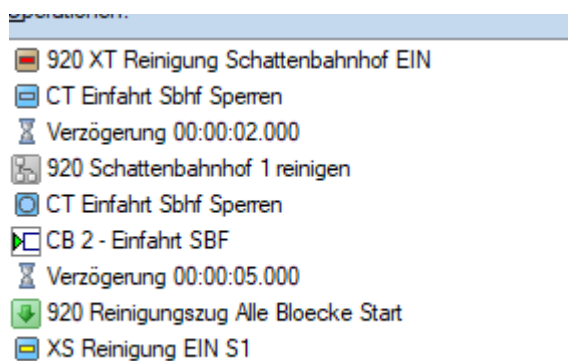 920 XT Reinigung Schattenbahnhof EIN
CT Einfahrt Sbhf Sperren
Verzögerung 00:00:02.000
920 Schattenbahnhof 1 reinigen
CT Einfahrt Sbhf Sperren
CB 2 - Einfahrt SBF
Verzögerung 00:00:05.000
920 Reinigungszug Alle Bloecke Start
XS Reinigung EIN S1